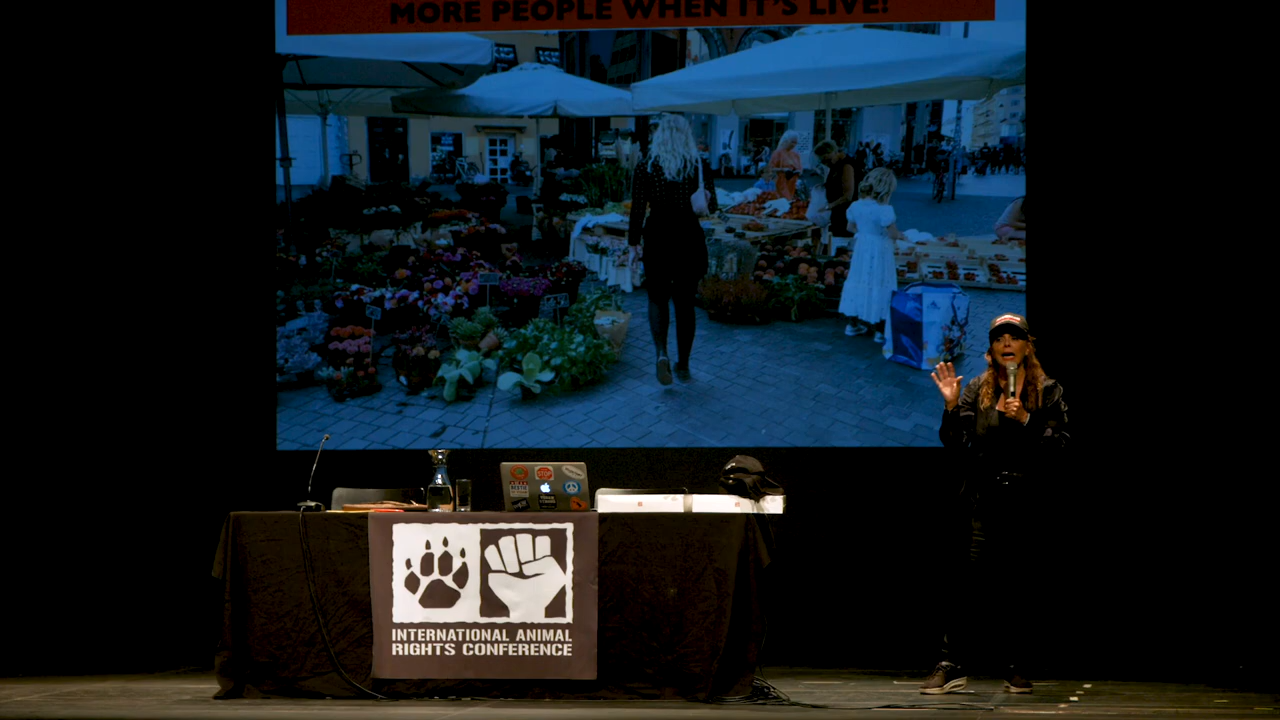 MORE PEOPLE WHEN IT'S LIVE!
INTERNATIONAL ANIMAL
RIGHTS CONFERENCE